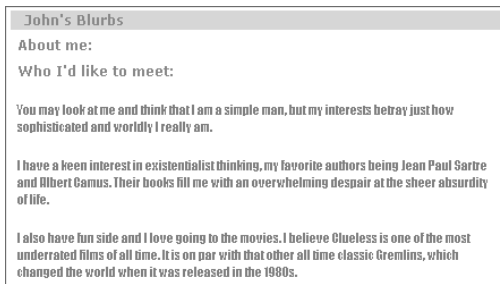 John's Blurbs
About me:
Who I'd like to meet:
You may look at me and think that I am a simple man, but my interests betray just how
sophisticated and worldly I really am.
I have a keen interest in existentialist thinking, my favorite authors being Jean Paul Sartre
and Albert Camus. Their books fill me with an overwhelming despair at the sheer absurdity
of life.
I also have fun side and I love going to the movies. I believe Clueless is one of the most
underrated films of all time. It is on par with that other all time classic Gremlins, which
changed the world when it was released in the 1980s.